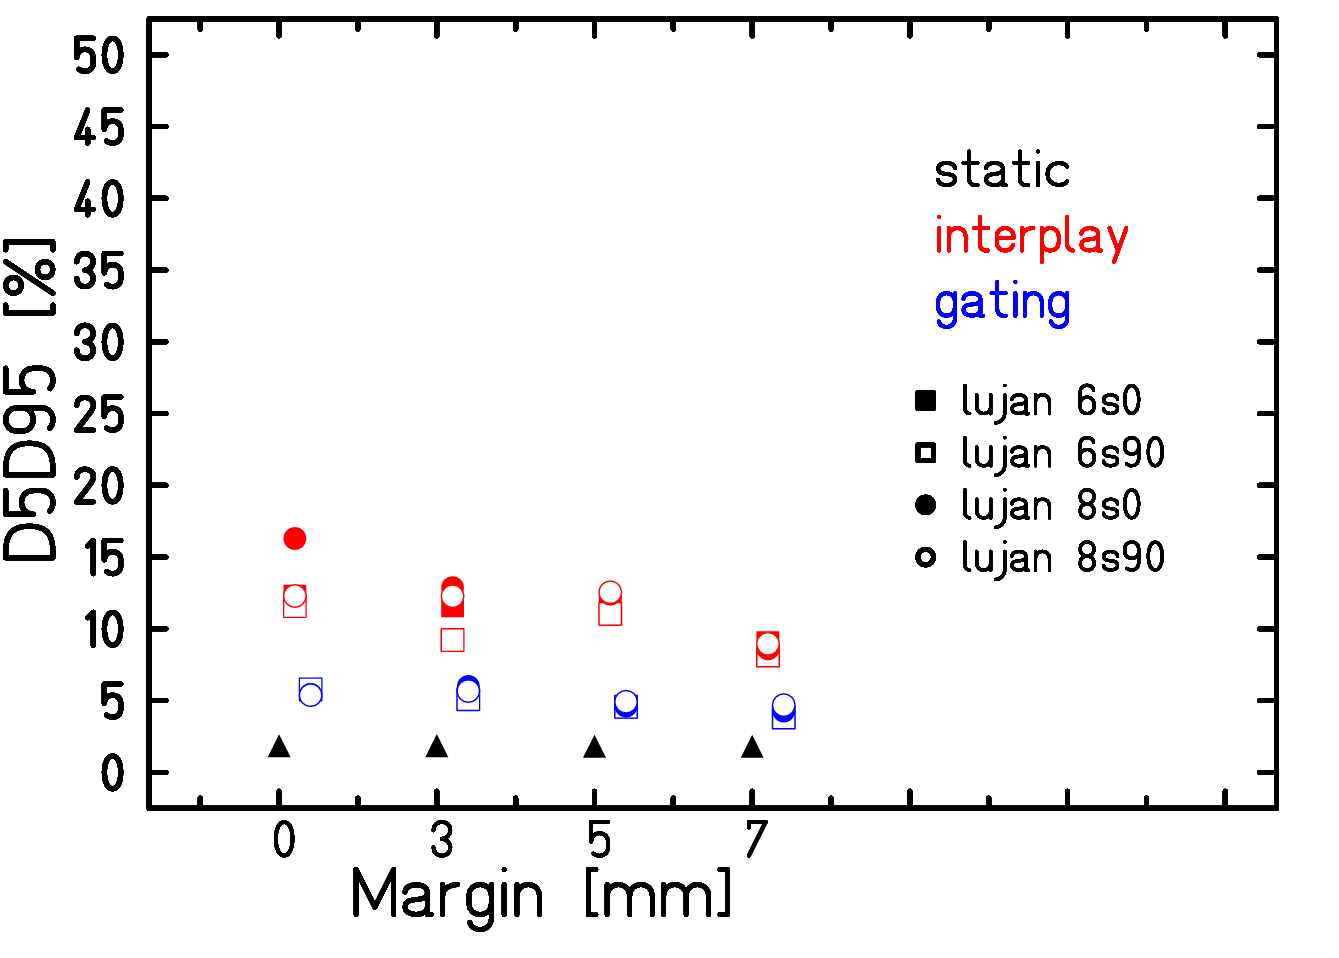 50
45
40
35
30
25
20
15
10
5
0
D5D95 [%]
static
interplay
gating
lujan 6s0
lujan 6s90
lujan 8s0
lujan 8s90
0 3 5 7
Margin [mm]